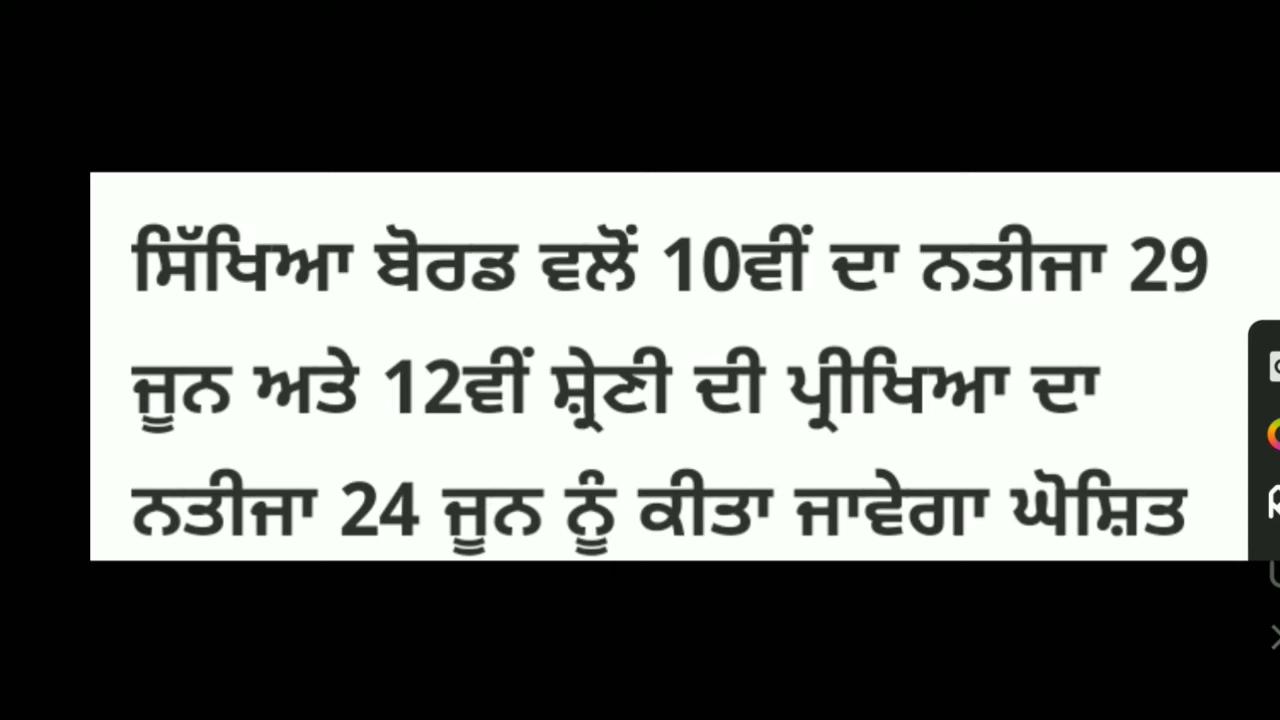 ਸਿੱਖਿਆ ਬੋਰਡ ਵਲੋਂ 10ਵੀਂ ਦਾ ਨਤੀਜਾ 29
ਜੂਨ ਅਤੇ 12ਵੀਂ ਸ਼੍ਰੇਣੀ ਦੀ ਪ੍ਰੀਖਿਆ ਦਾ
ਨਤੀਜਾ 24 ਜੂਨ ਨੂੰ ਕੀਤਾ ਜਾਵੇਗਾ ਘੋਸ਼ਿਤ